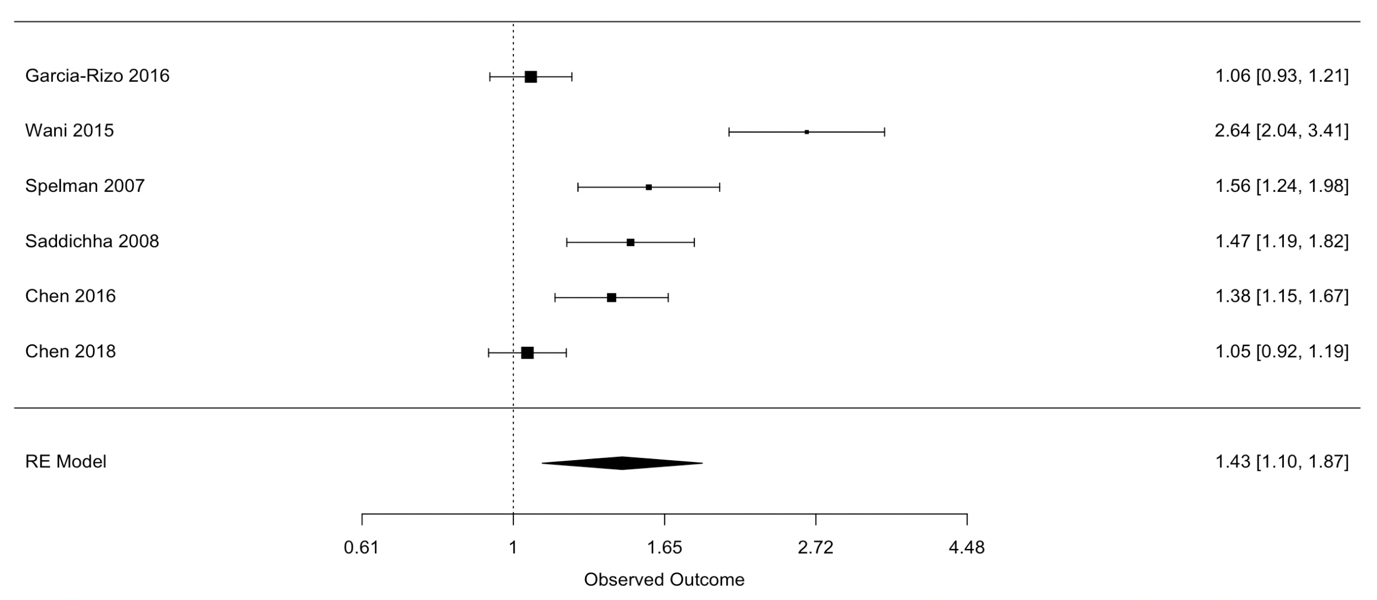 Garcia-Rizo 2016 1.06 [0.93, 1.21]
Wani 2015 2.64 [2.04, 3.41]
Spelman 2007 1.56 [1.24, 1.98]
Saddichha 2008 1.47 [1.19, 1.82]
Chen 2016 1.38 [1.15, 1.67]
Chen 2018 1.05 [0.92, 1.19]
RE Model 1.43 [1.10, 1.87]
0.61 1 1.65 2.72 4.48
Observed Outcome